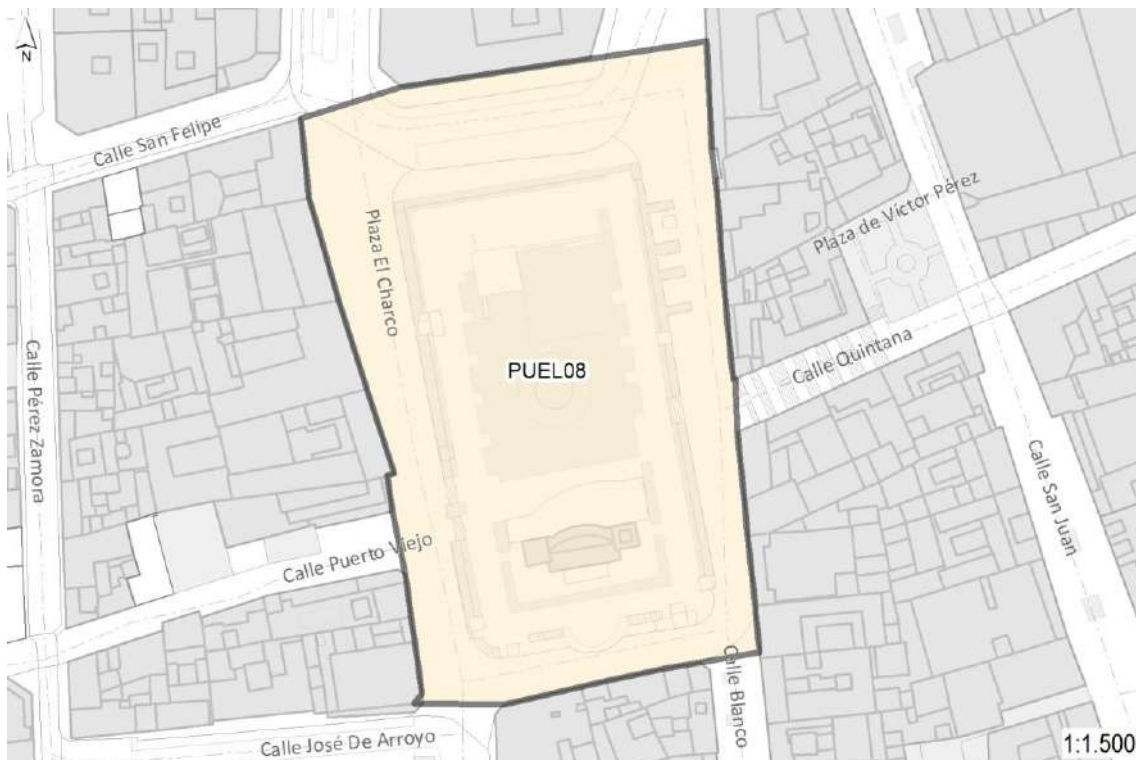 N
Calle San Felipe
Plaza de Víctor Pérez
Plaza El Charco
Calle Pérez Zamora
PUEL08
Calle Quintana
Calle San Juan
Calle Puerto Viejo
Calle Blanco
Calle José De Arroyo
1:1.500